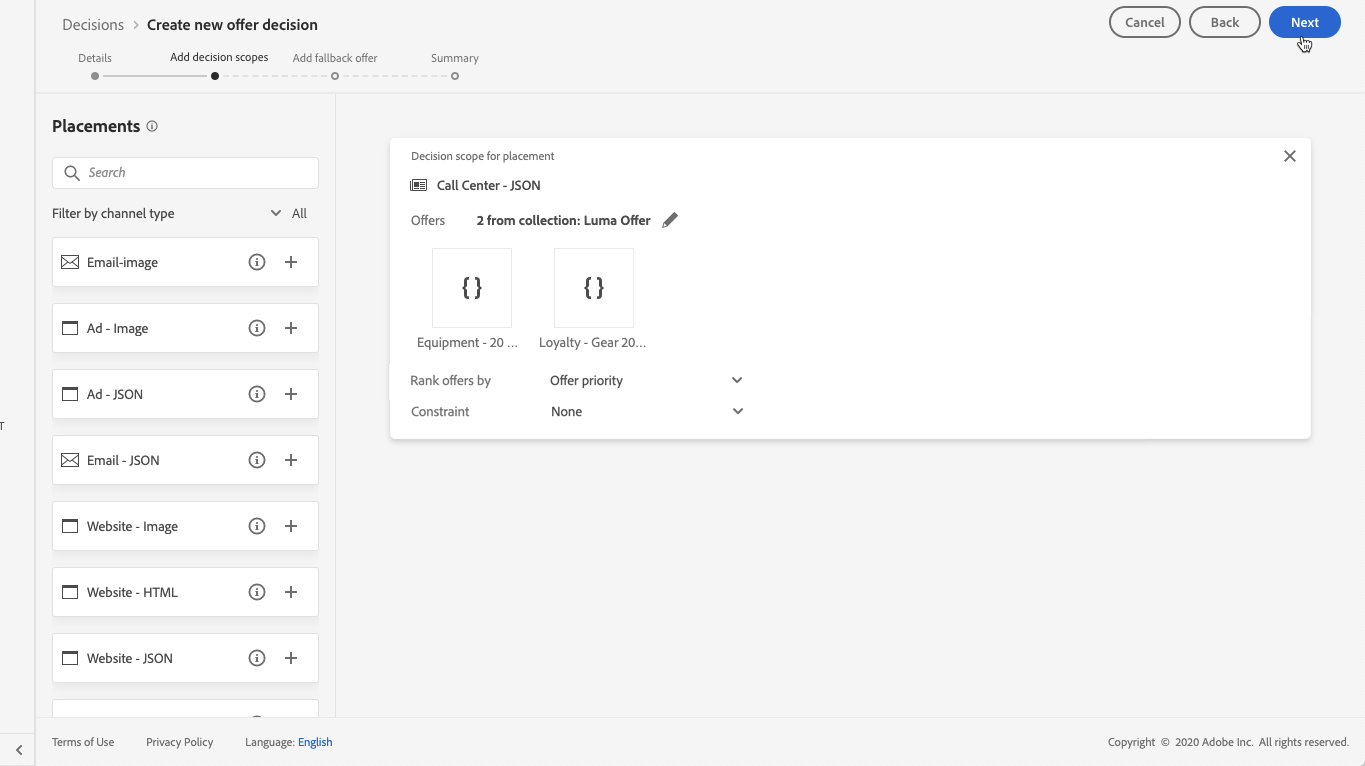 Decisions > Create new offer decision
Cancel
Back
Next
Details
Add decision scopes
Add fallback offer
Summary
Placements
Search
Filter by channel type
All
Email-image
Ad - Image
Ad - JSON
Email - JSON
Website - Image
Website - HTML
Website - JSON
Decision scope for placement
Call Center - JSON
Offers 2 from collection: Luma Offer
{ } { }
Equipment - 20 ... Loyalty - Gear 20...
Rank offers by Offer priority
Constraint None
T
Terms of Use Privacy Policy Language: English
Copyright © 2020 Adobe Inc. All rights reserved.